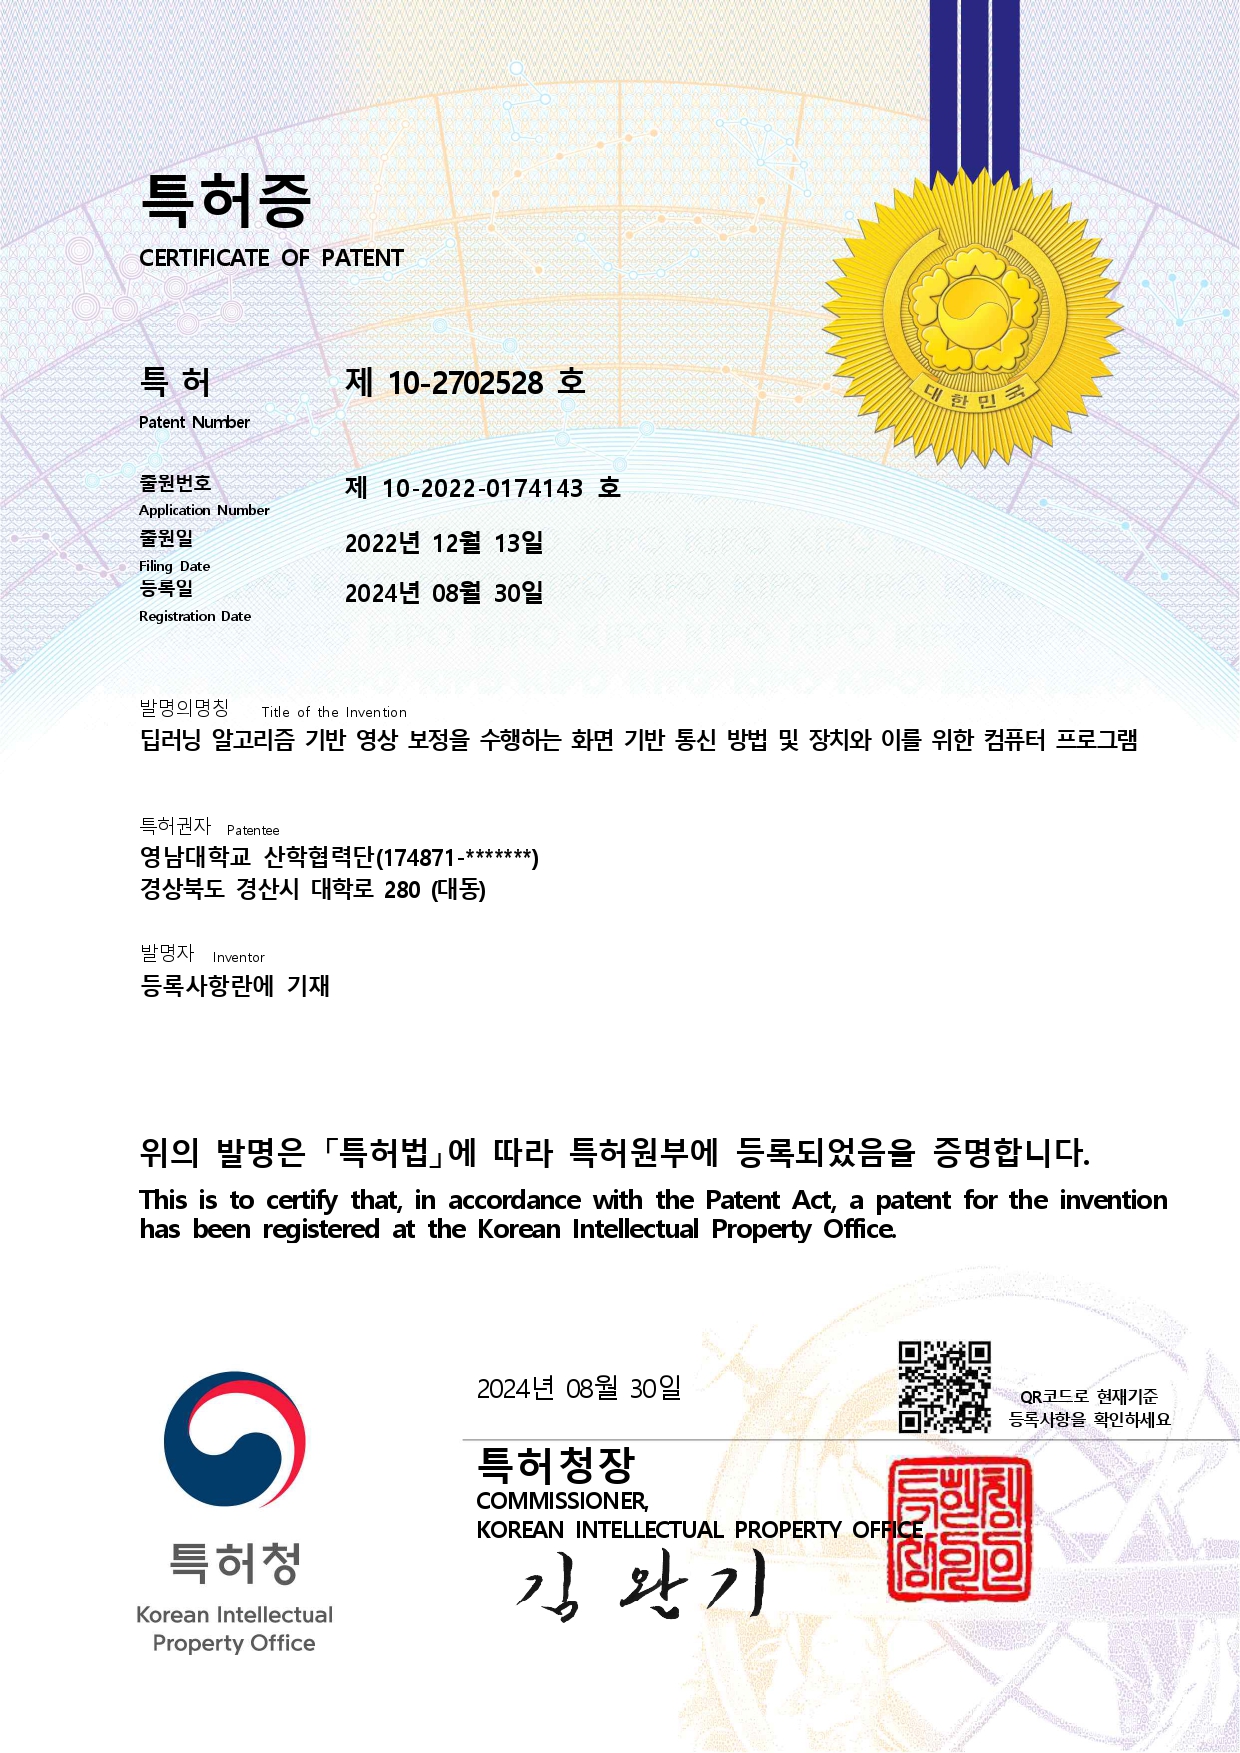 특허증
CERTIFICATE OF PATENT
대한민국
특 허
제 10-2702528 호
Patent Number
출원번호
제 10-2022-0174143 호
Application Number
출원일
2022년 12월 13일
Filing Date
등록일
2024년 08월 30일
Registration Date
발명의명칭 Title of the Invention
딥러닝 알고리즘 기반 영상 보정을 수행하는 화면 기반 통신 방법 및 장치와 이를 위한 컴퓨터 프로그램
특허권자 Patentee
영남대학교 산학협력단(174871-*******)
경상북도 경산시 대학로 280 (대동)
발명자 Inventor
등록사항란에 기재
위의 발명은 「특허법」에 따라 특허원부에 등록되었음을 증명합니다.
This is to certify that, in accordance with the Patent Act, a patent for the invention
has been registered at the Korean Intellectual Property Office.
2024년 08월 30일
QR코드로 현재기준
등록사항을 확인하세요
특허청장
COMMISSIONER,
KOREAN INTELLECTUAL PROPERTY OFFICE
김완기
특허청장의인
특허청
Korean Intellectual
Property Office